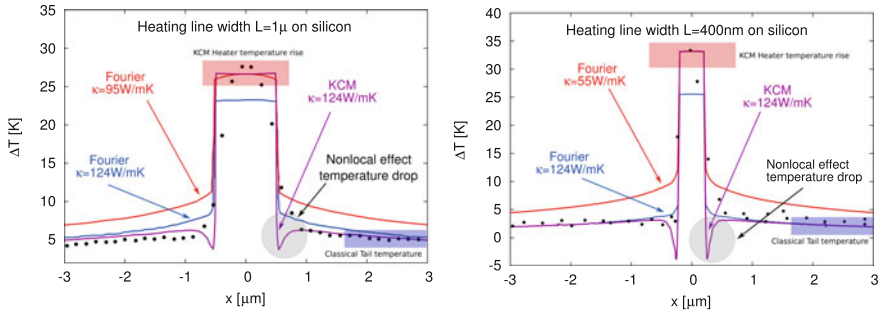 Heating line width L=1μ on silicon
35
30
25
20
15
10
5
ΔT [K]
KCM Heater temperature rise
Fourier
κ=95W/mK
KCM
κ=124W/mK
Fourier
κ=124W/mK
Nonlocal effect
temperature drop
Classical Tail temperature
-3 -2 -1 0 1 2 3
x [μm]
Heating line width L=400nm on silicon
40
35
30
25
20
15
10
5
0
-5
ΔT [K]
KCM Heater temperature rise
Fourier
κ=55W/mK
KCM
κ=124W/mK
Fourier
κ=124W/mK
Nonlocal effect
temperature drop
Classical Tail temperature
-3 -2 -1 0 1 2 3
x [μm]